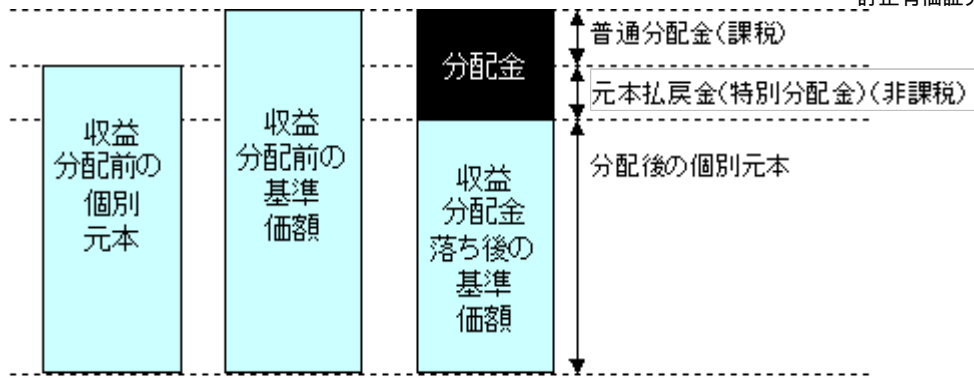 収益
分配前の
個別
元本
収益
分配前の
基準
価額
分配金
収益
分配金
落ち後の
基準
価額
普通分配金(課税)
元本払戻金(特別分配金)(非課税)
分配後の個別元本